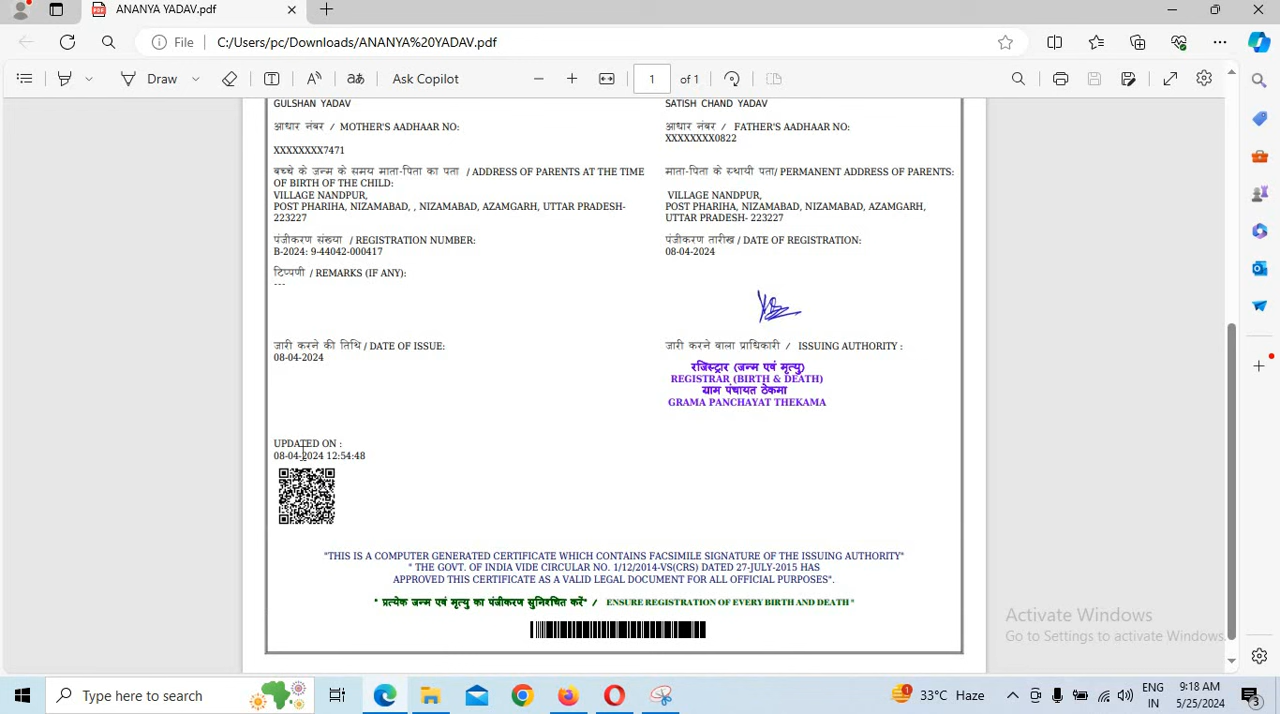 ANANYA YADAV.pdf
File C:/Users/pc/Downloads/ANANYA%20YADAV.pdf
Draw Ask Copilot 1 of 1
GULSHAN YADAV
SATISH CHAND YADAV
आधार नंबर / MOTHER'S AADHAAR NO:
XXXXXXXX7471
आधार नंबर / FATHER'S AADHAAR NO:
XXXXXXXX0822
बच्चे के जन्म के समय माता-पिता का पता / ADDRESS OF PARENTS AT THE TIME
OF BIRTH OF THE CHILD:
VILLAGE NANDPUR,
POST PHARIHA, NIZAMABAD, , NIZAMABAD, AZAMGARH, UTTAR PRADESH-
223227
माता-पिता के स्थायी पता/ PERMANENT ADDRESS OF PARENTS:
VILLAGE NANDPUR,
POST PHARIHA, NIZAMABAD, NIZAMABAD, AZAMGARH,
UTTAR PRADESH- 223227
पंजीकरण संख्या / REGISTRATION NUMBER:
B-2024: 9-44042-000417
पंजीकरण तारीख / DATE OF REGISTRATION:
08-04-2024
टिप्पणी / REMARKS (IF ANY):
---
जारी करने की तिथि / DATE OF ISSUE:
08-04-2024
जारी करने वाला प्राधिकारी / ISSUING AUTHORITY :
रजिस्ट्रार (जन्म एवं मृत्यु)
REGISTRAR (BIRTH & DEATH)
ग्राम पंचायत ठेकमा
GRAMA PANCHAYAT THEKAMA
UPDATED ON :
08-04-2024 12:54:48
"THIS IS A COMPUTER GENERATED CERTIFICATE WHICH CONTAINS FACSIMILE SIGNATURE OF THE ISSUING AUTHORITY"
" THE GOVT. OF INDIA VIDE CIRCULAR NO. 1/12/2014-VS(CRS) DATED 27-JULY-2015 HAS
APPROVED THIS CERTIFICATE AS A VALID LEGAL DOCUMENT FOR ALL OFFICIAL PURPOSES".
" प्रत्येक जन्म एवं मृत्यु का पंजीकरण सुनिश्चित करें" / ENSURE REGISTRATION OF EVERY BIRTH AND DEATH "
Activate Windows
Go to Settings to activate Windows.
Type here to search
33°C Haze
ENG
IN
9:18 AM
5/25/2024